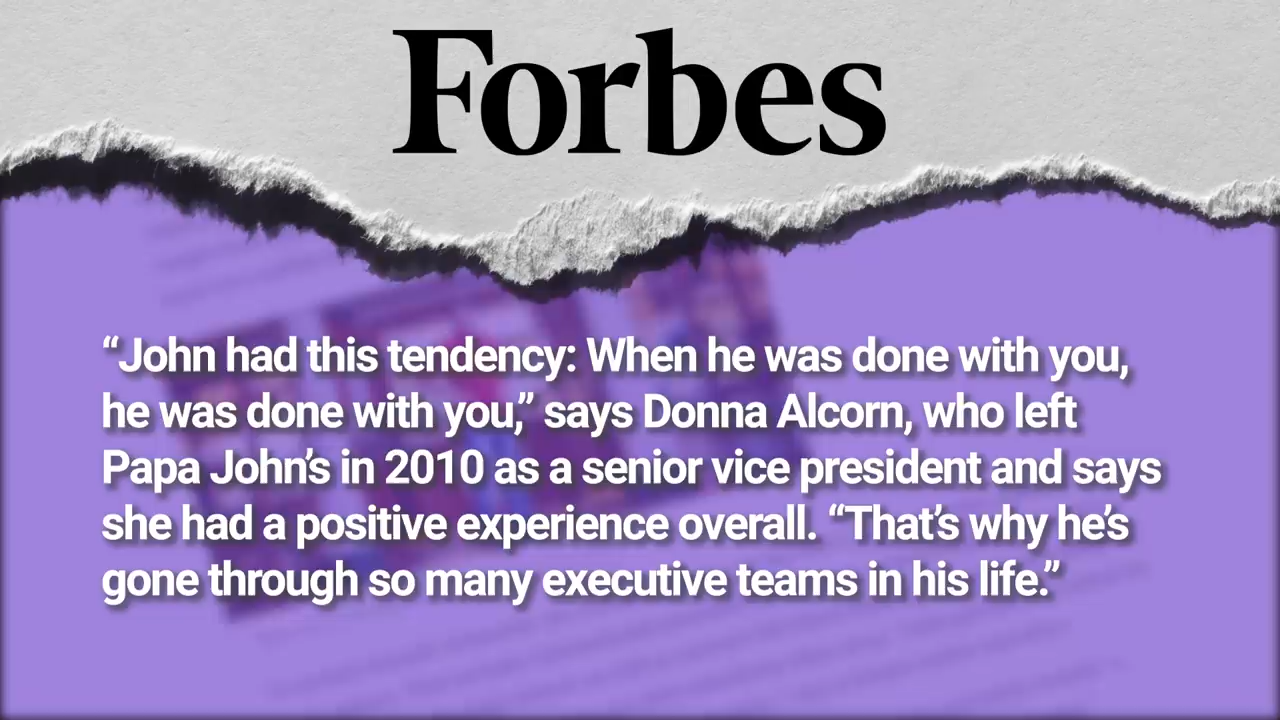 Forbes
“John had this tendency: When he was done with you,
he was done with you,” says Donna Alcorn, who left
Papa John’s in 2010 as a senior vice president and says
she had a positive experience overall. “That’s why he’s
gone through so many executive teams in his life.”